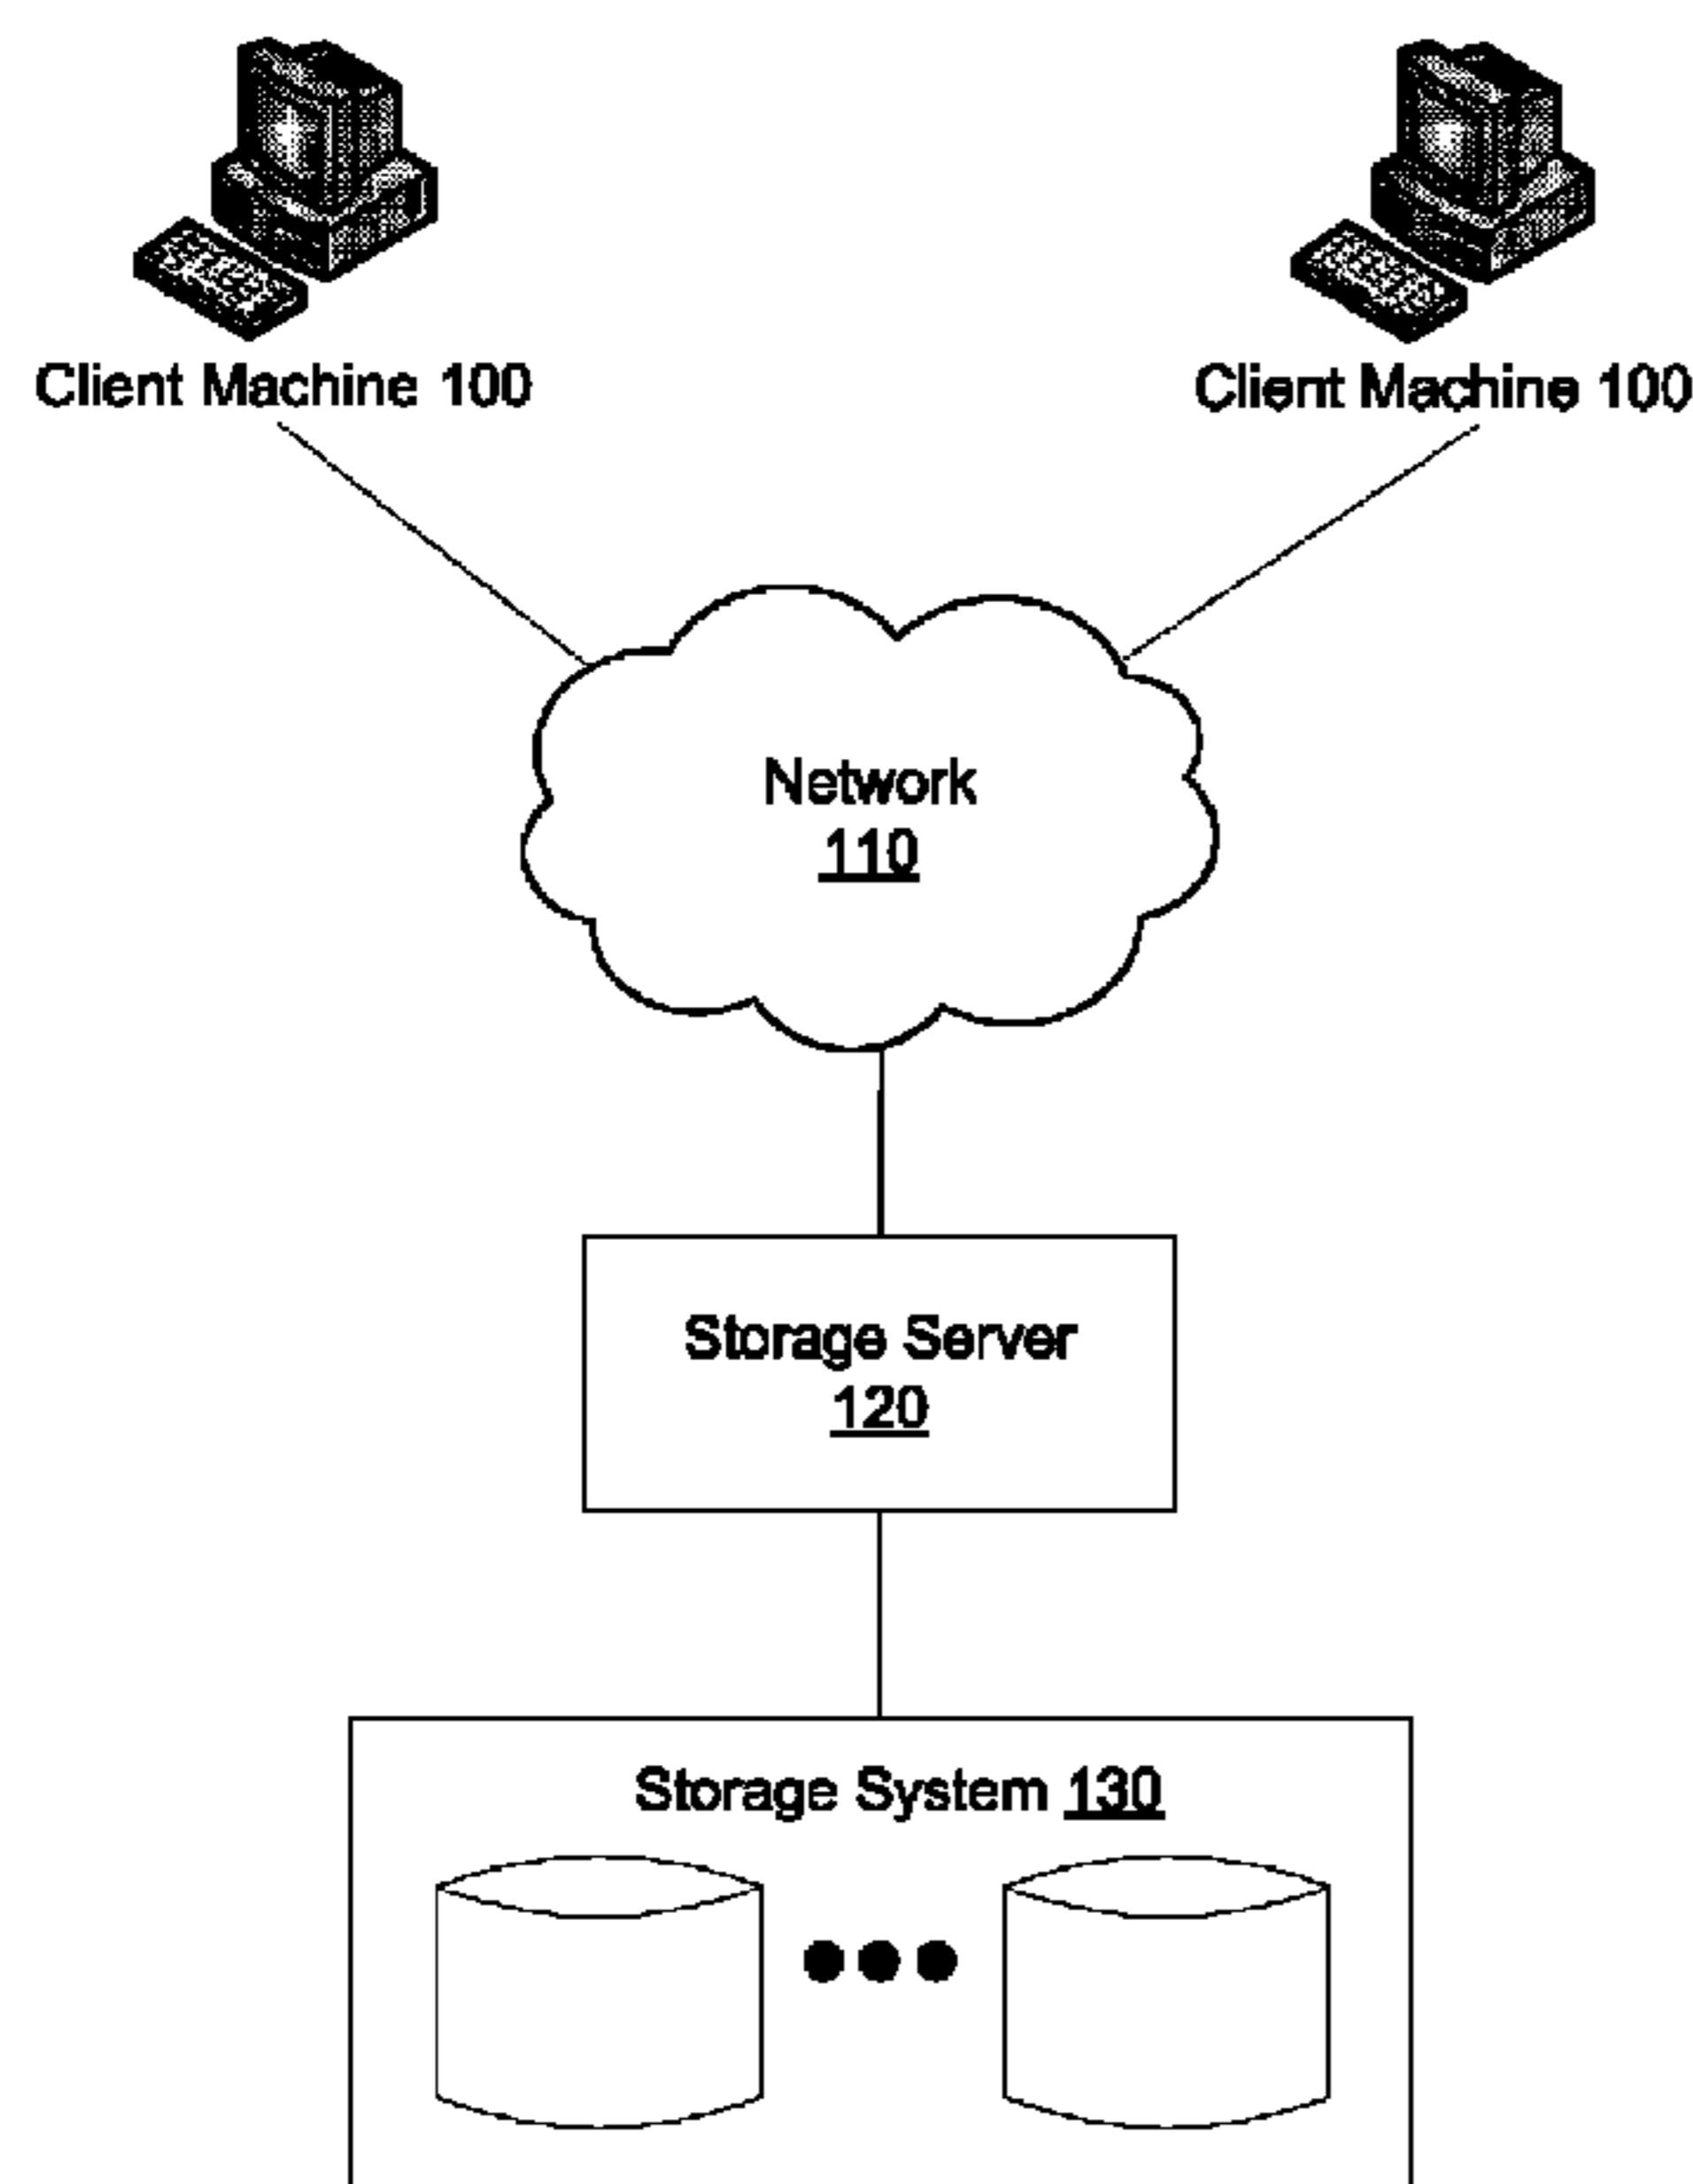 Client Machine 100
Client Machine 100
Network
110
Storage Server
120
Storage System 130